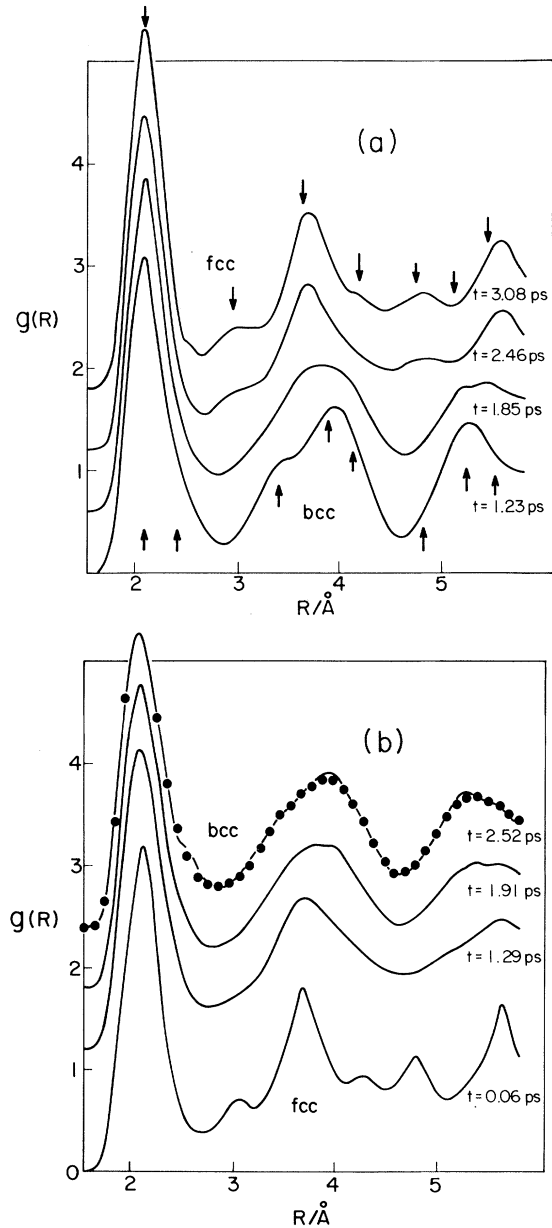 (a)
4
fcc
3
t = 3.08 ps
g(R)
t = 2.46 ps
2
t = 1.85 ps
1
bcc
t = 1.23 ps
2 3 4 5
R/Å
(b)
4
bcc
t = 2.52 ps
3
t = 1.91 ps
g(R)
2
t = 1.29 ps
1
fcc
t = 0.06 ps
0
2 3 4 5
R/Å